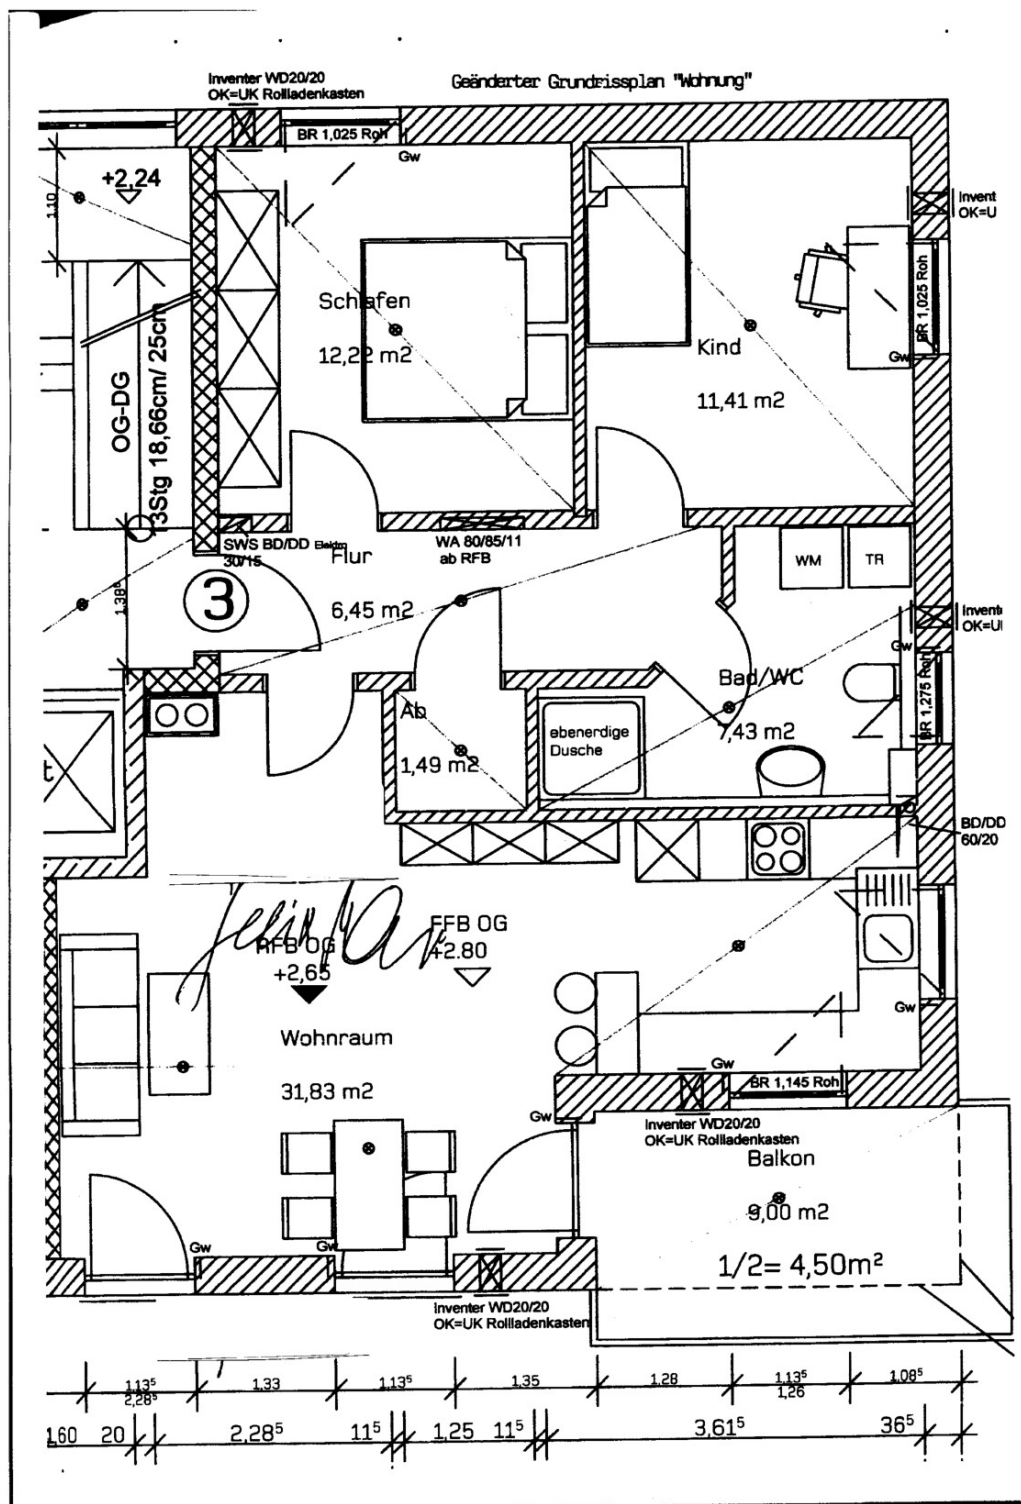 Inventer WD20/20
OK=UK Rollladenkasten
Geänderter Grundrissplan "Wohnung"
BR 1,025 Roh
Gw
+2,24
1.10
Invent
OK=U
BR 1,025 Roh
Gw
Schlafen
12,22 m2
Kind
11,41 m2
OG-DG
13Stg 18,66cm/ 25cm
SWS BD/DD Elektro
30/15
WA 80/85/11
ab RFB
Flur
6,45 m2
3
1.38⁵
WM
TR
Invent
OK=U
Gw
BR 1,275 Roh
Bad/WC
7,43 m2
Ab
1,49 m2
ebenerdige
Dusche
t
BD/DD
60/20
RFB OG
+2,65
FFB OG
+2.80
Gw
Wohnraum
31,83 m2
Gw
BR 1,145 Roh
Gw
Inventer WD20/20
OK=UK Rollladenkasten
Balkon
9,00 m2
1/2= 4,50m²
Gw
Gw
Inventer WD20/20
OK=UK Rollladenkasten
1.13⁵ 1.33 1.13⁵ 1.35 1.28 1.13⁵ 1.08⁵
2,28⁵ 1,26
1,60 20 2,28⁵ 11⁵ 1,25 11⁵ 3,61⁵ 36⁵